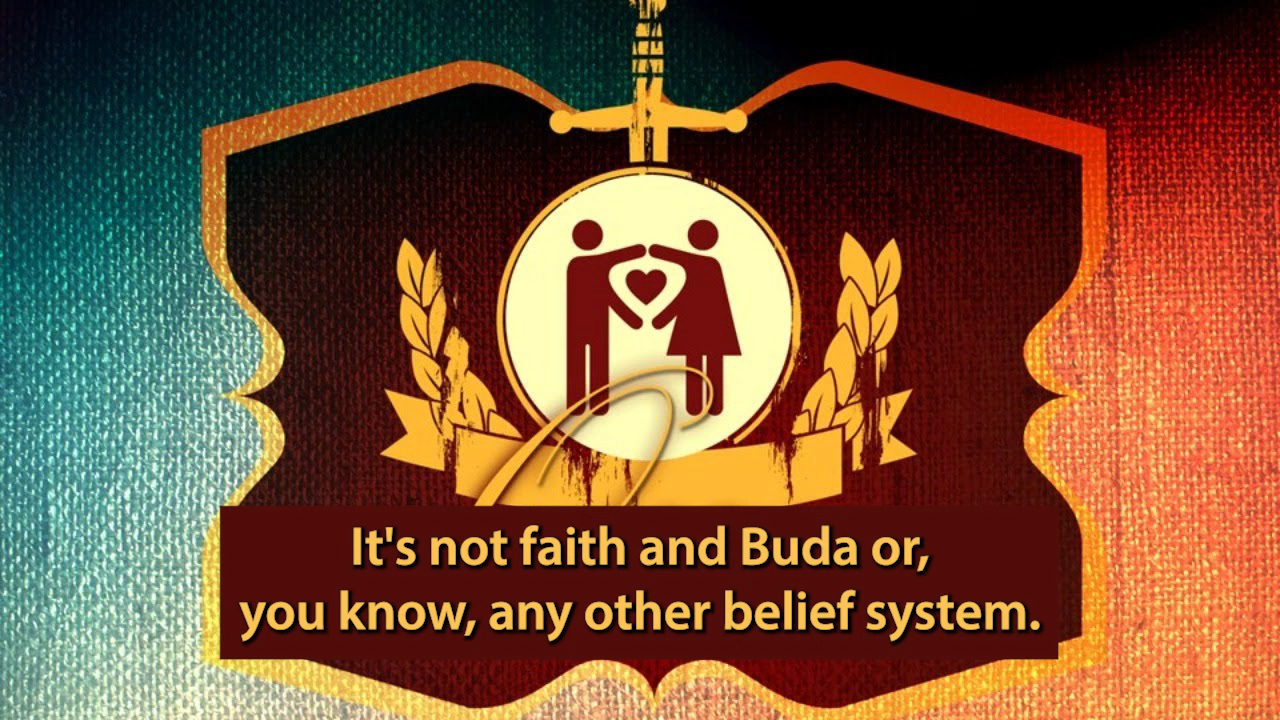 It's not faith and Buda or,
you know, any other belief system.